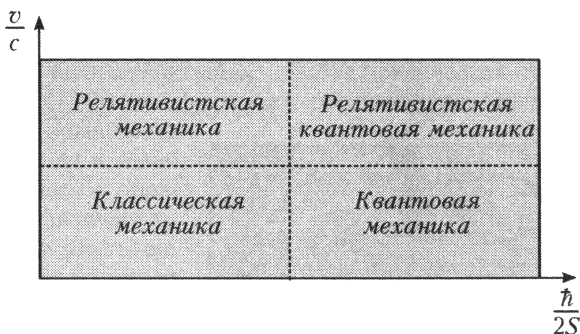 v/c
Релятивистская
механика
Релятивистская
квантовая механика
Классическая
механика
Квантовая
механика
ħ/2S